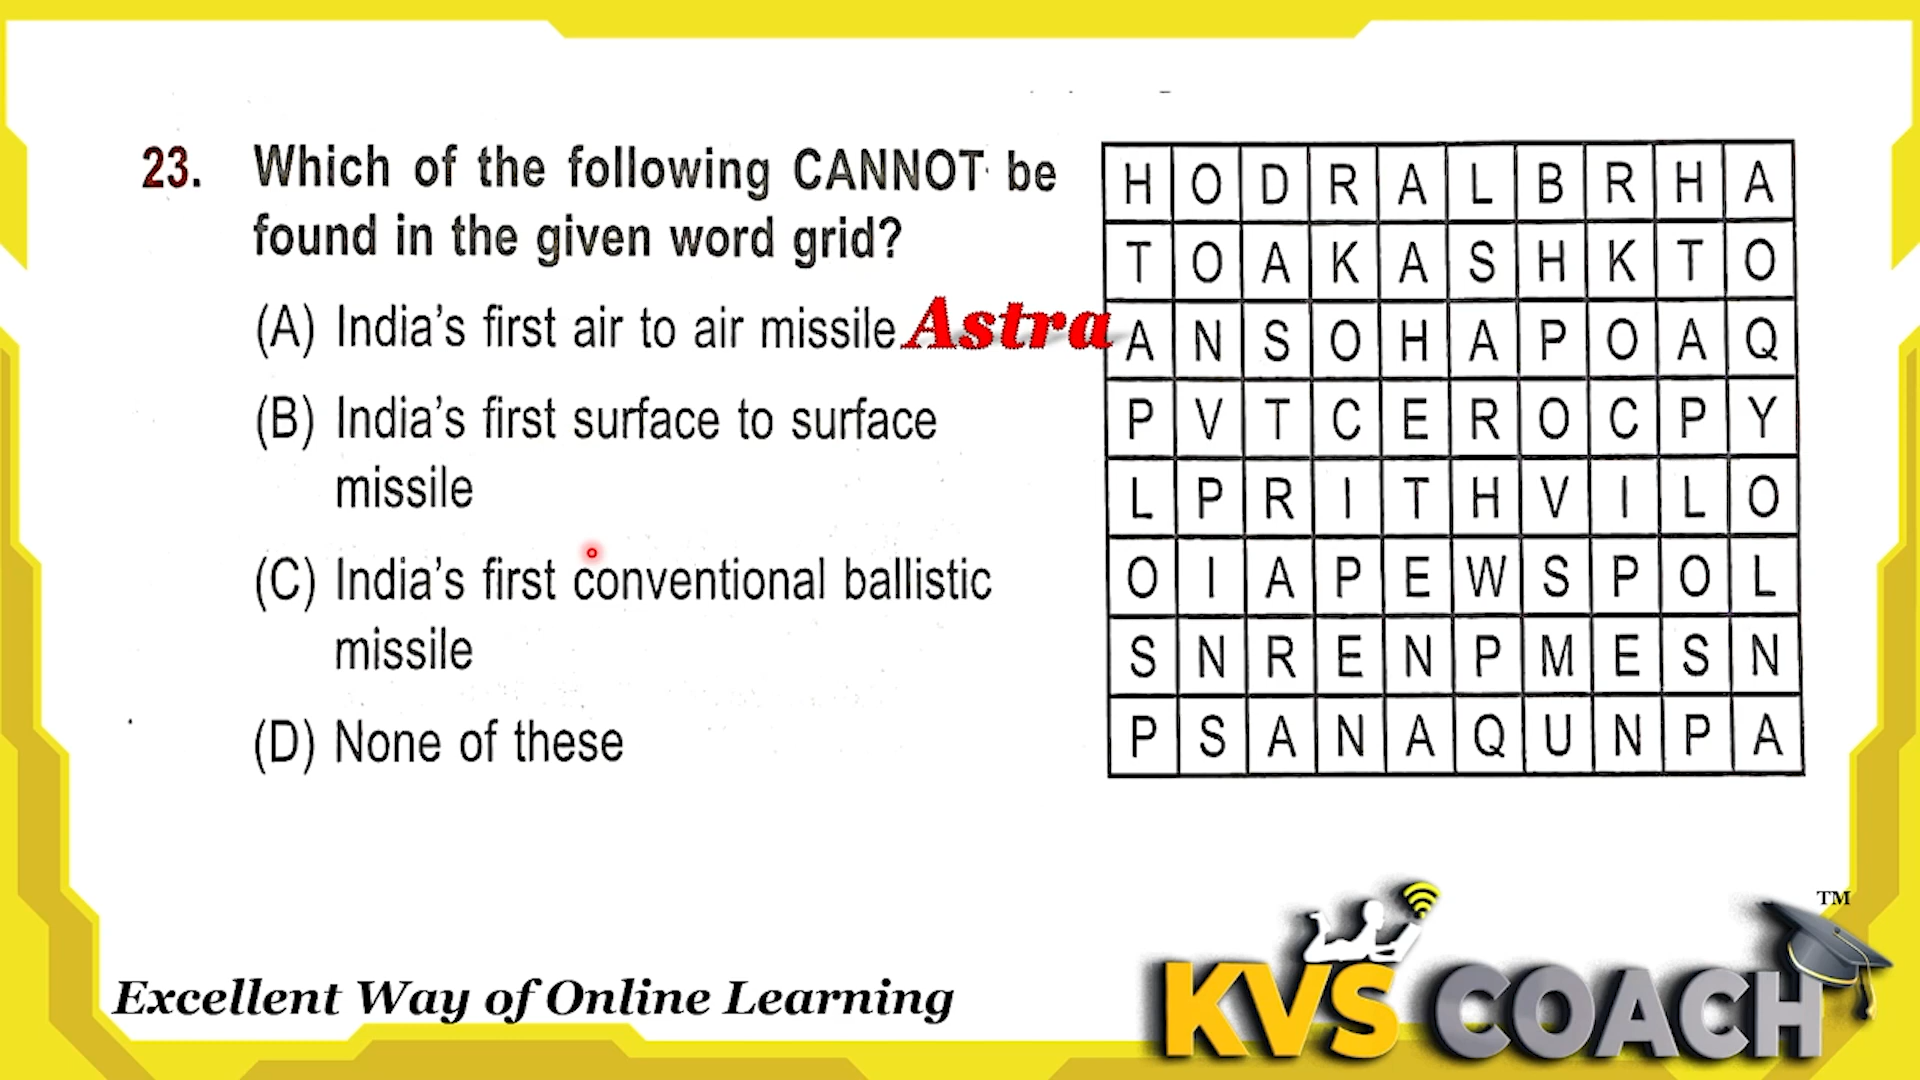 23. Which of the following CANNOT be
found in the given word grid?
(A) India's first air to air missile Astra
(B) India's first surface to surface
missile
(C) India's first conventional ballistic
missile
(D) None of these
H O D R A L B R H A
T O A K A S H K T O
A N S O H A P O A Q
P V T C E R O C P Y
L P R I T H V I L O
O I A P E W S P O L
S N R E N P M E S N
P S A N A Q U N P A
Excellent Way of Online Learning
KVS COACH TM